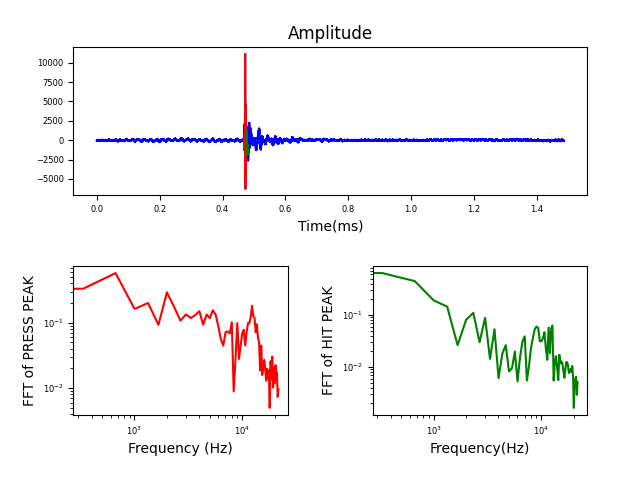 Amplitude
10000
7500
5000
2500
0
−2500
−5000
0.0 0.2 0.4 0.6 0.8 1.0 1.2 1.4
Time(ms)
FFT of PRESS PEAK
10⁻¹
10⁻²
10³ 10⁴
Frequency (Hz)
FFT of HIT PEAK
10⁻¹
10⁻²
10³ 10⁴
Frequency(Hz)